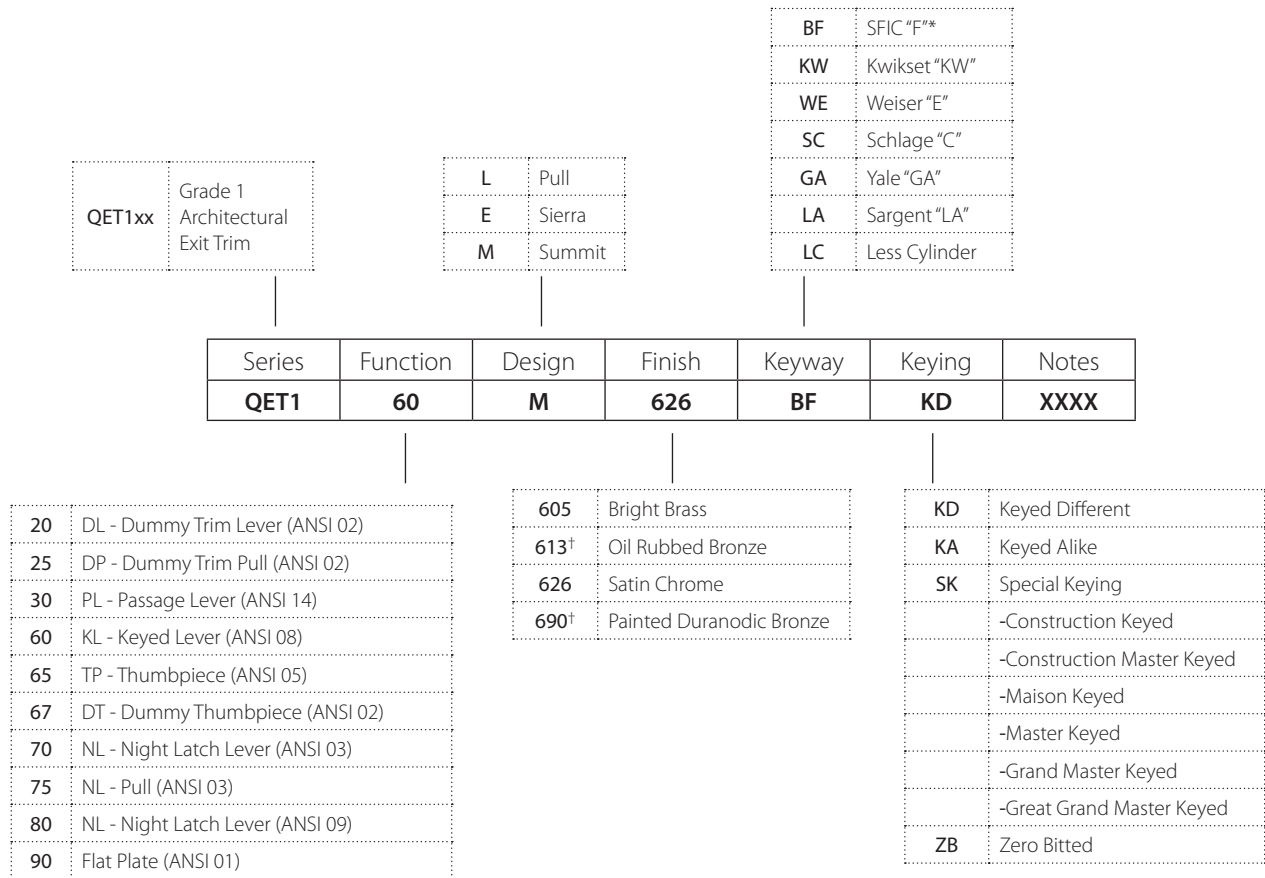 BF SFIC "F"*
KW Kwikset "KW"
WE Weiser "E"
SC Schlage "C"
GA Yale "GA"
LA Sargent "LA"
LC Less Cylinder
QET1xx Grade 1
Architectural
Exit Trim
L Pull
E Sierra
M Summit
Series Function Design Finish Keyway Keying Notes
QET1 60 M 626 BF KD XXXX
20 DL - Dummy Trim Lever (ANSI 02)
25 DP - Dummy Trim Pull (ANSI 02)
30 PL - Passage Lever (ANSI 14)
60 KL - Keyed Lever (ANSI 08)
65 TP - Thumbpiece (ANSI 05)
67 DT - Dummy Thumbpiece (ANSI 02)
70 NL - Night Latch Lever (ANSI 03)
75 NL - Pull (ANSI 03)
80 NL - Night Latch Lever (ANSI 09)
90 Flat Plate (ANSI 01)
605 Bright Brass
613† Oil Rubbed Bronze
626 Satin Chrome
690† Painted Duranodic Bronze
KD Keyed Different
KA Keyed Alike
SK Special Keying
-Construction Keyed
-Construction Master Keyed
-Maison Keyed
-Master Keyed
-Grand Master Keyed
-Great Grand Master Keyed
ZB Zero Bitted